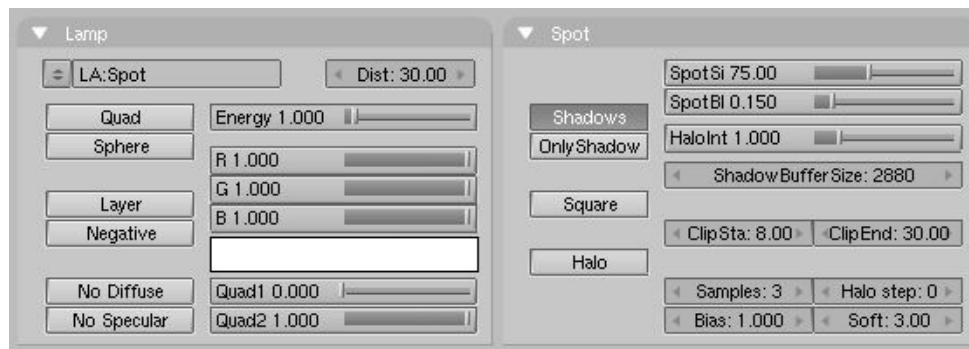 Lamp
LA:Spot
Dist: 30.00
Quad
Energy 1.000
Sphere
R 1.000
G 1.000
Layer
B 1.000
Negative
No Diffuse
Quad1 0.000
No Specular
Quad2 1.000
Spot
SpotSi 75.00
SpotBl 0.150
Shadows
HaloInt 1.000
OnlyShadow
ShadowBufferSize: 2880
Square
ClipSta: 8.00
ClipEnd: 30.00
Halo
Samples: 3
Halo step: 0
Bias: 1.000
Soft: 3.00